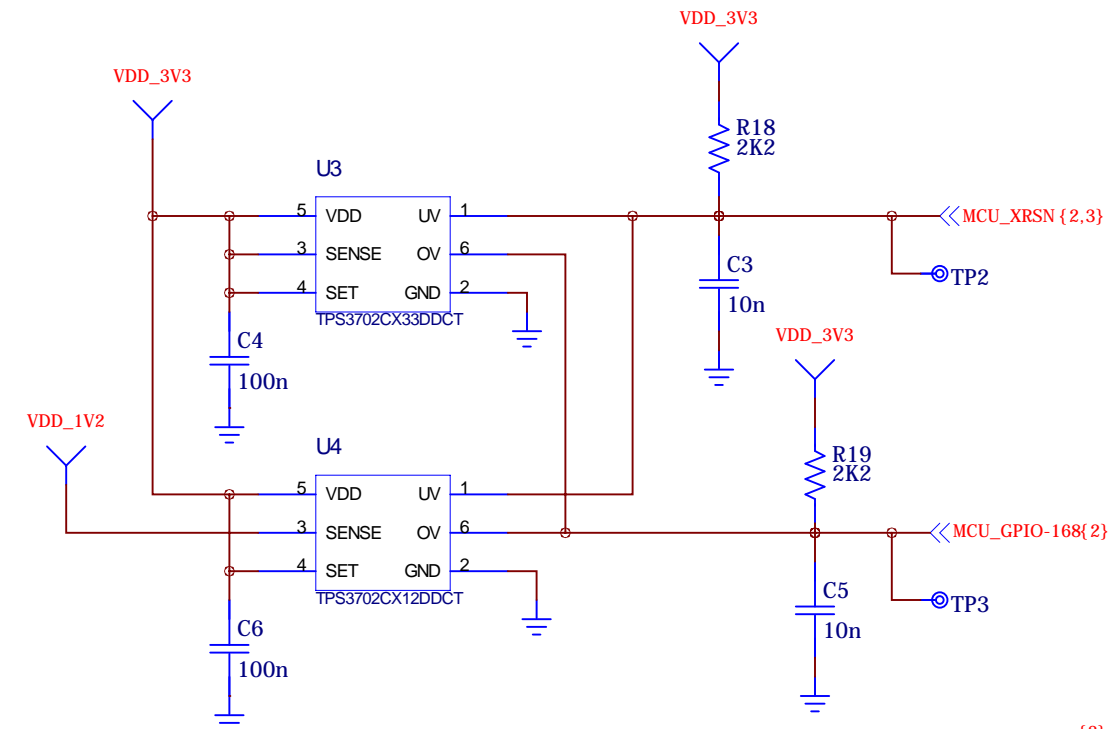 VDD_3V3
VDD_3V3
R18
2K2
U3
5 VDD UV 1
3 SENSE OV 6
4 SET GND 2
TPS3702CX33DDCT
MCU_XRSN {2,3}
TP2
C3
10n
VDD_3V3
C4
100n
VDD_1V2
U4
R19
2K2
5 VDD UV 1
3 SENSE OV 6
4 SET GND 2
TPS3702CX12DDCT
MCU_GPIO-168{2}
TP3
C5
10n
C6
100n